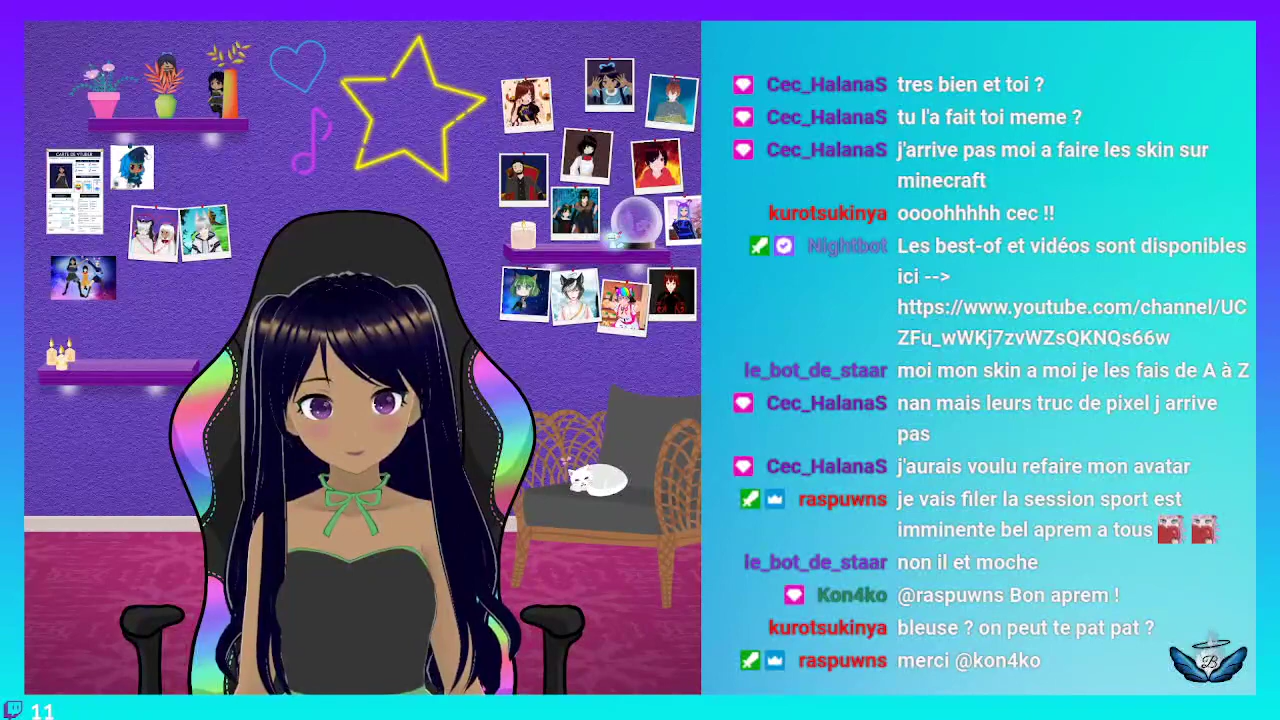 CARTE DE VTUBER
Cec_HalanaS tres bien et toi ?
Cec_HalanaS tu l'a fait toi meme ?
Cec_HalanaS j'arrive pas moi a faire les skin sur
minecraft
kurotsukinya oooohhhhh cec !!
Nightbot Les best-of et vidéos sont disponibles
ici -->
https://www.youtube.com/channel/UC
ZFu_wWKj7zvWZsQKNQs66w
le_bot_de_staar moi mon skin a moi je les fais de A à Z
Cec_HalanaS nan mais leurs truc de pixel j arrive
pas
Cec_HalanaS j'aurais voulu refaire mon avatar
raspuwns je vais filer la session sport est
imminente bel aprem a tous
le_bot_de_staar non il et moche
Kon4ko @raspuwns Bon aprem !
kurotsukinya bleuse ? on peut te pat pat ?
raspuwns merci @kon4ko
B
11